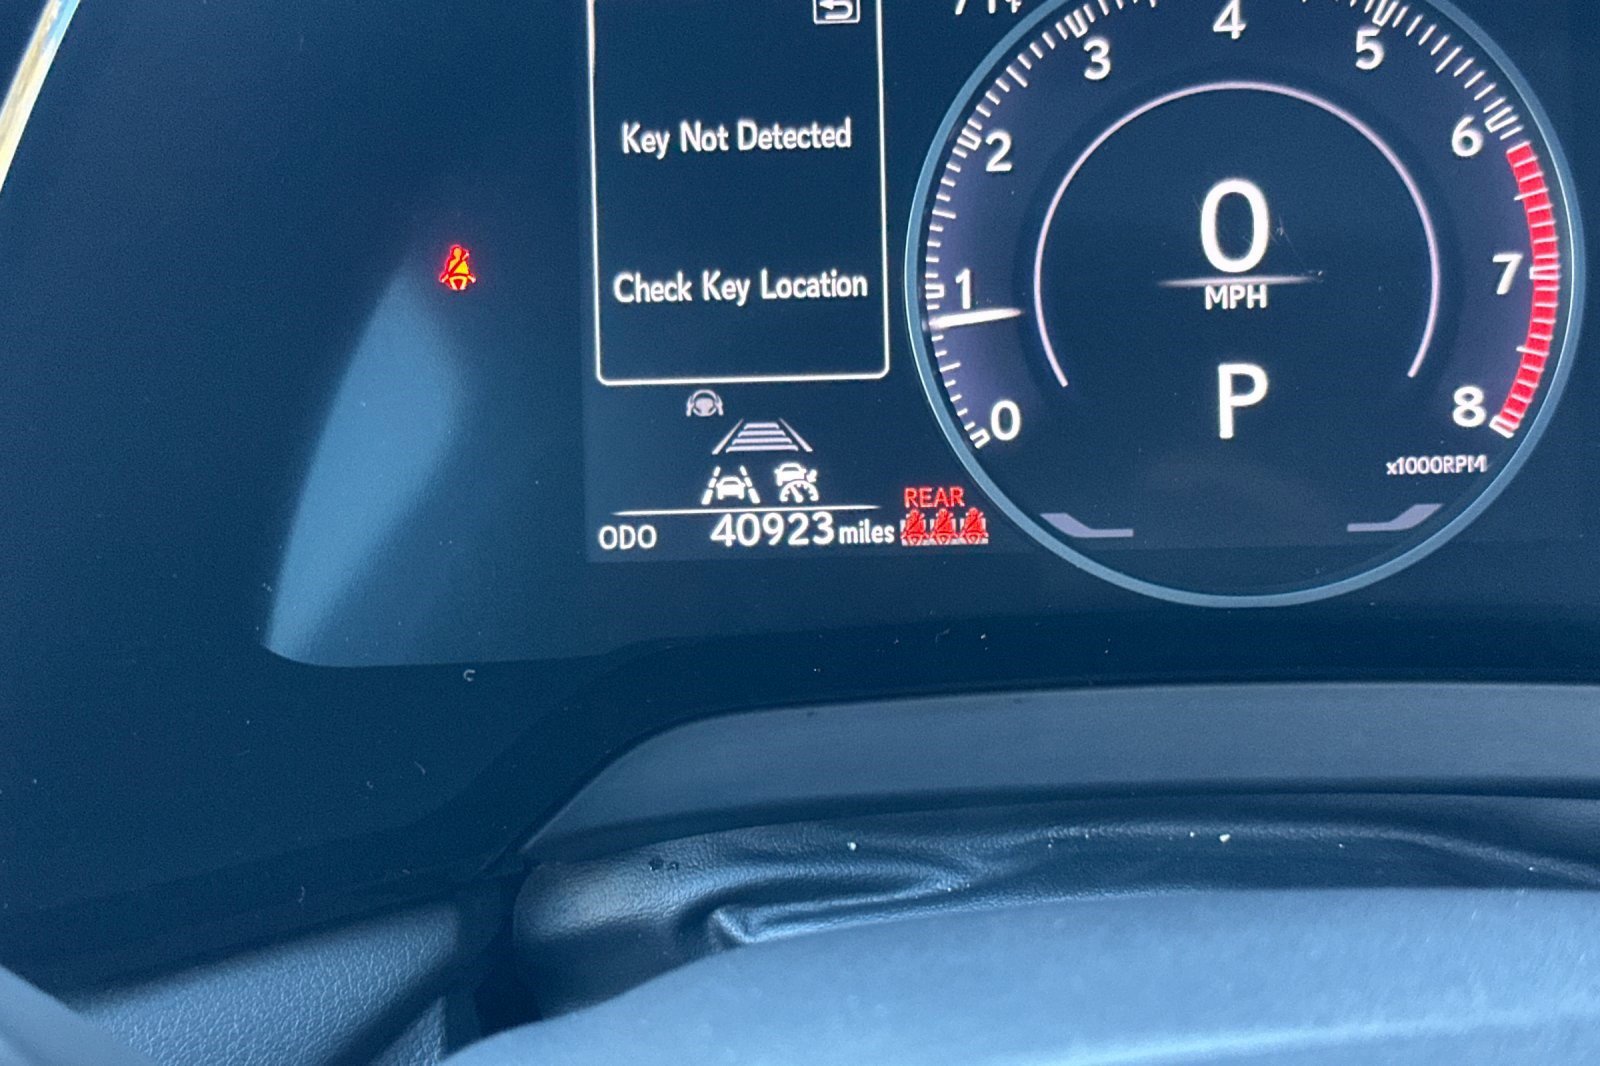 Key Not Detected
Check Key Location
ODO 40923 miles
REAR
0
1
2
3
4
5
6
7
8
0
MPH
P
x1000RPM